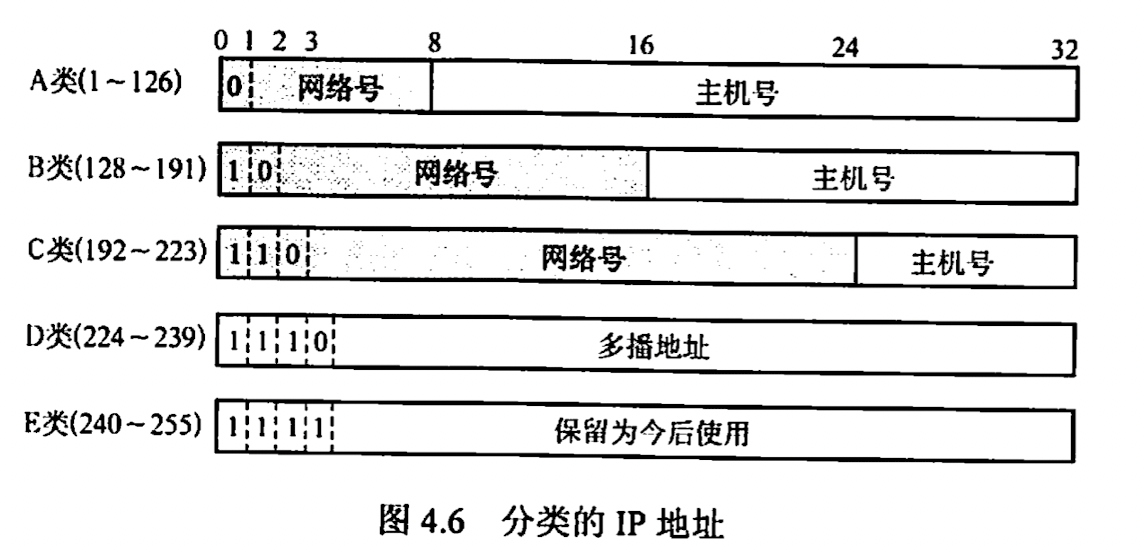 0 1 2 3 8 16 24 32
A类(1~126) 0 网络号 主机号
B类(128~191) 1 0 网络号 主机号
C类(192~223) 1 1 0 网络号 主机号
D类(224~239) 1 1 1 0 多播地址
E类(240~255) 1 1 1 1 保留为今后使用
图 4.6 分类的 IP 地址